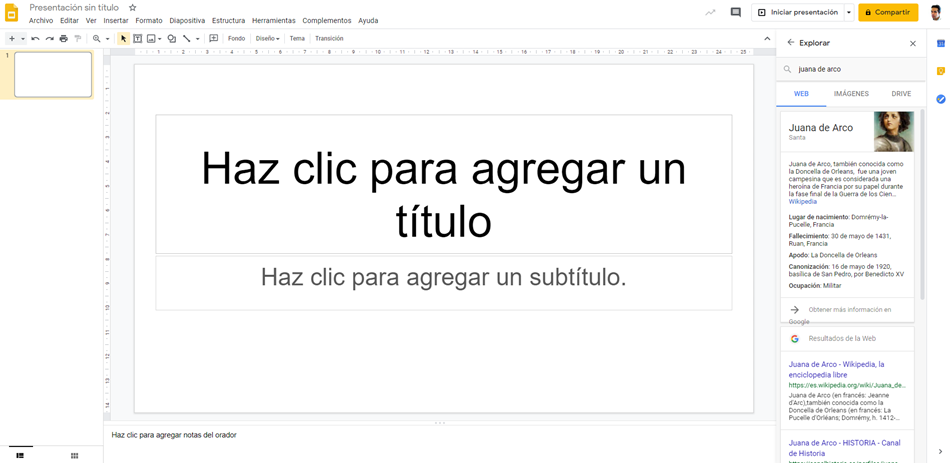 Presentación sin título
Archivo Editar Ver Insertar Formato Diapositiva Estructura Herramientas Complementos Ayuda
Iniciar presentación
Compartir
Fondo Diseño Tema Transición
1
Haz clic para agregar un
título
Haz clic para agregar un subtítulo.
Haz clic para agregar notas del orador
Explorar
juana de arco
WEB IMÁGENES DRIVE
Juana de Arco
Santa
Juana de Arco, también conocida como
la Doncella de Orleans, fue una joven
campesina que es considerada una
heroína de Francia por su papel durante
la fase final de la Guerra de los Cien...
Wikipedia
Lugar de nacimiento: Domrémy-la-
Pucelle, Francia
Fallecimiento: 30 de mayo de 1431,
Ruan, Francia
Apodo: La Doncella de Orleans
Canonización: 16 de mayo de 1920,
basílica de San Pedro, por Benedicto XV
Ocupación: Militar
Obtener más información en
Google
Resultados de la Web
Juana de Arco - Wikipedia, la
enciclopedia libre
https://es.wikipedia.org/wiki/Juana_de...
Juana de Arco (en francés: Jeanne
d'Arc),también conocida como la
Doncella de Orleans (en francés: La
Pucelle d'Orléans; Domrémy, h. 1412-...
Juana de Arco - HISTORIA - Canal
de Historia